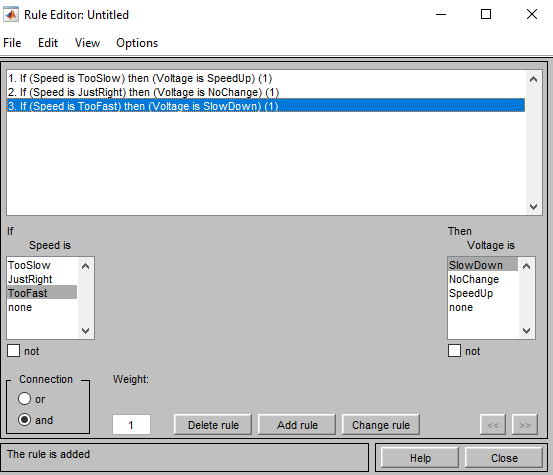 Rule Editor: Untitled
File Edit View Options
1. If (Speed is TooSlow) then (Voltage is SpeedUp) (1)
2. If (Speed is JustRight) then (Voltage is NoChange) (1)
3. If (Speed is TooFast) then (Voltage is SlowDown) (1)
If
Speed is
TooSlow
JustRight
TooFast
none
not
Then
Voltage is
SlowDown
NoChange
SpeedUp
none
not
Connection
or
and
Weight:
1
Delete rule
Add rule
Change rule
<<
>>
The rule is added
Help
Close